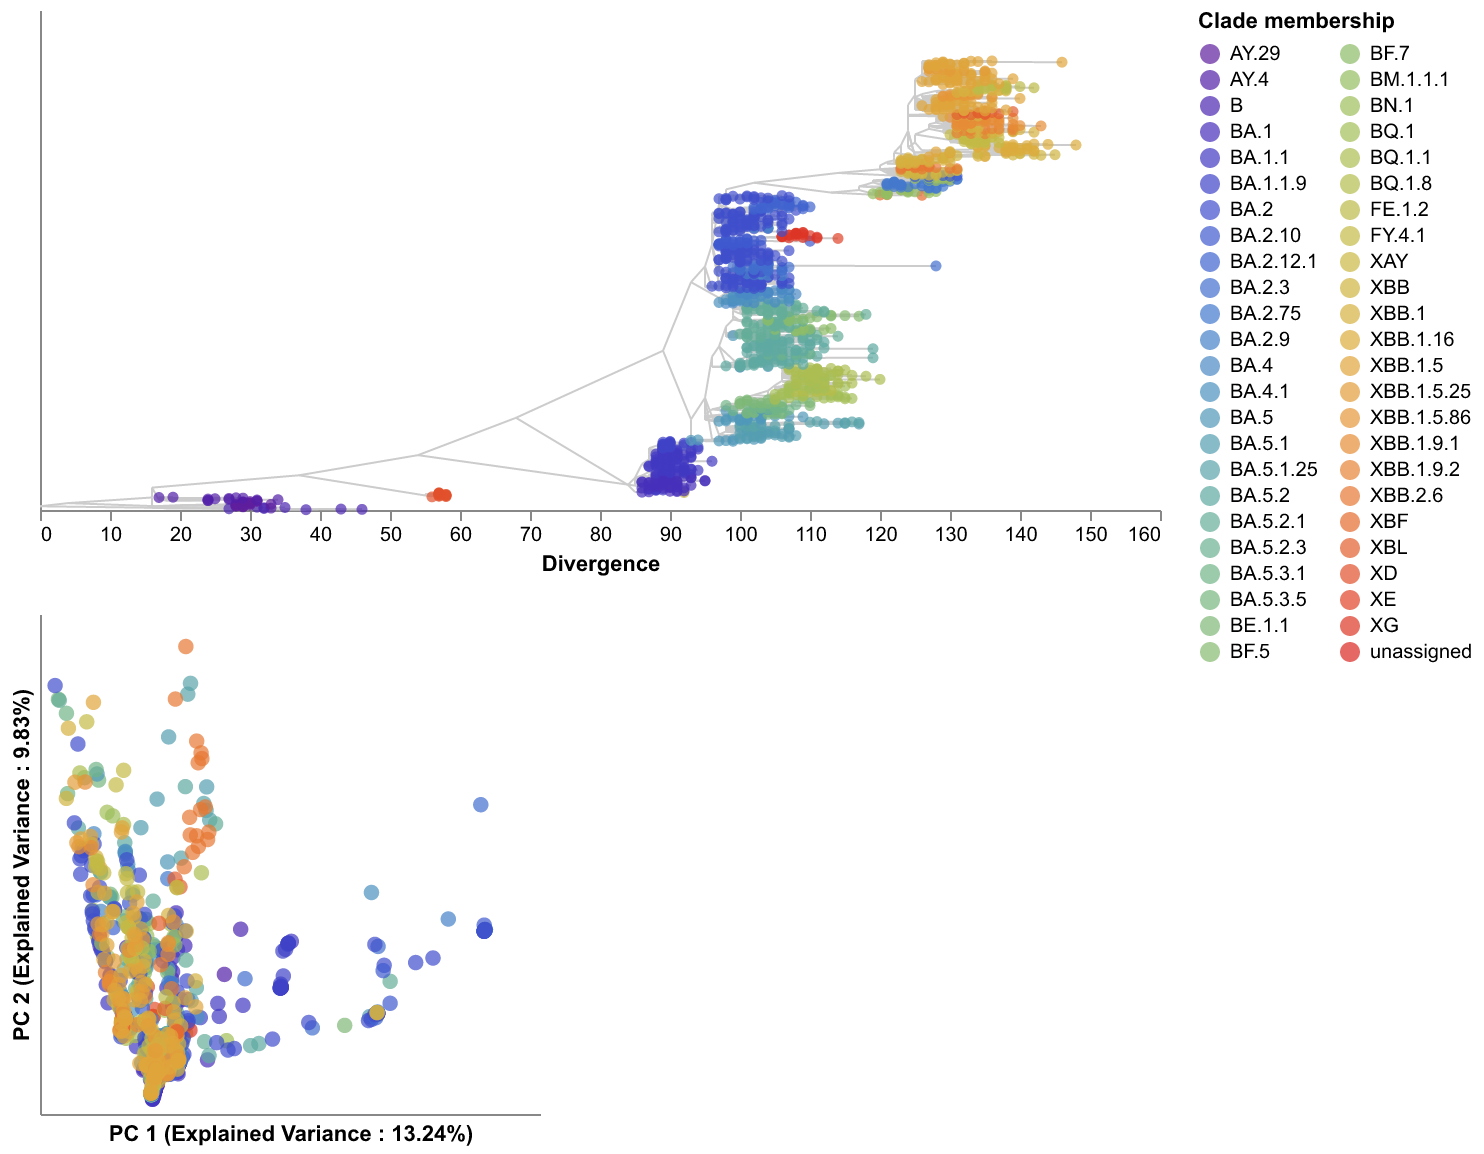 Clade membership
AY.29
AY.4
B
BA.1
BA.1.1
BA.1.1.9
BA.2
BA.2.10
BA.2.12.1
BA.2.3
BA.2.75
BA.2.9
BA.4
BA.4.1
BA.5
BA.5.1
BA.5.1.25
BA.5.2
BA.5.2.1
BA.5.2.3
BA.5.3.1
BA.5.3.5
BE.1.1
BF.5
BF.7
BM.1.1.1
BN.1
BQ.1
BQ.1.1
BQ.1.8
FE.1.2
FY.4.1
XAY
XBB
XBB.1
XBB.1.16
XBB.1.5
XBB.1.5.25
XBB.1.5.86
XBB.1.9.1
XBB.1.9.2
XBB.2.6
XBF
XBL
XD
XE
XG
unassigned
0 10 20 30 40 50 60 70 80 90 100 110 120 130 140 150 160
Divergence
PC 2 (Explained Variance : 9.83%)
PC 1 (Explained Variance : 13.24%)